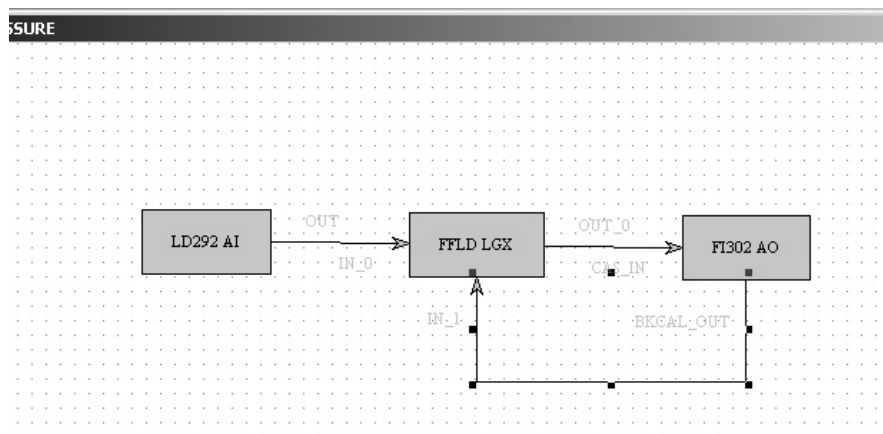 SSURE
OUT
OUT_0
LD292 AI
FFLD LGX
FI302 AO
IN_0
CAS_IN
IN_1
BKCAL_OUT